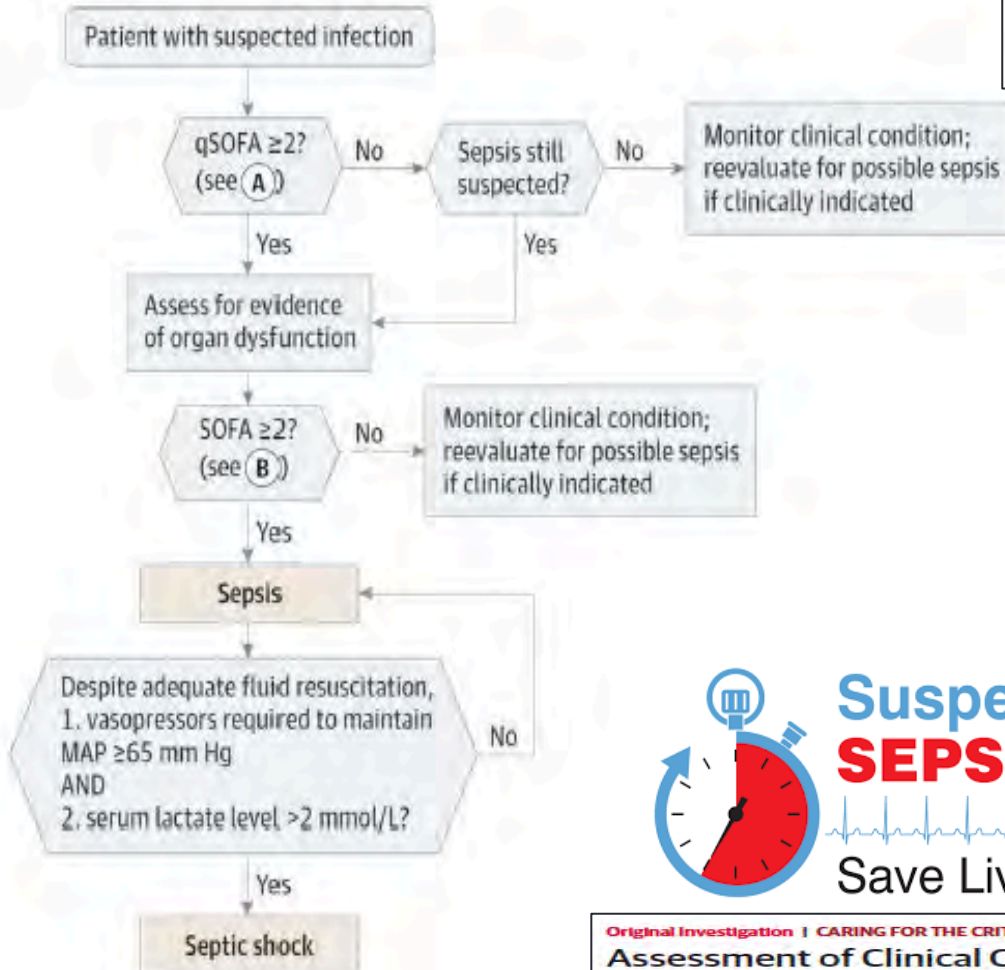 Patient with suspected infection
qSOFA ≥2?
(see A)
No
Sepsis still
suspected?
No
Monitor clinical condition;
reevaluate for possible sepsis
if clinically indicated
Yes
Yes
Assess for evidence
of organ dysfunction
SOFA ≥2?
(see B)
No
Monitor clinical condition;
reevaluate for possible sepsis
if clinically indicated
Yes
Sepsis
Despite adequate fluid resuscitation,
1. vasopressors required to maintain
MAP ≥65 mm Hg
AND
2. serum lactate level >2 mmol/L?
No
Yes
Septic shock
Suspe
SEPS
Save Liv
Original Investigation | CARING FOR THE CRIT
Assessment of Clinical C